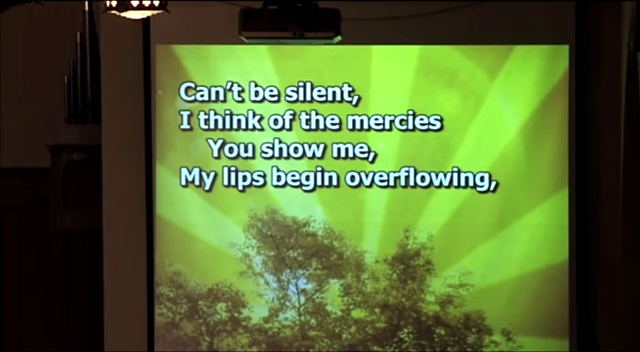 Can't be silent,
I think of the mercies
You show me,
My lips begin overflowing,